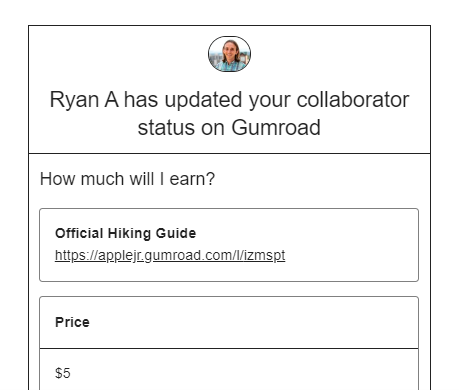 Ryan A has updated your collaborator
status on Gumroad
How much will I earn?
Official Hiking Guide
https://applejr.gumroad.com/l/izmspt
Price
$5